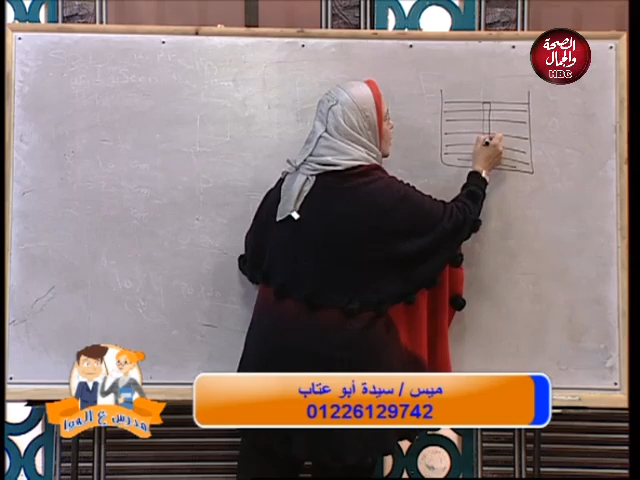 الصحة
والجمال
HBC
ميس / سيدة أبو عتاب
01226129742
مدرس ع الهوا